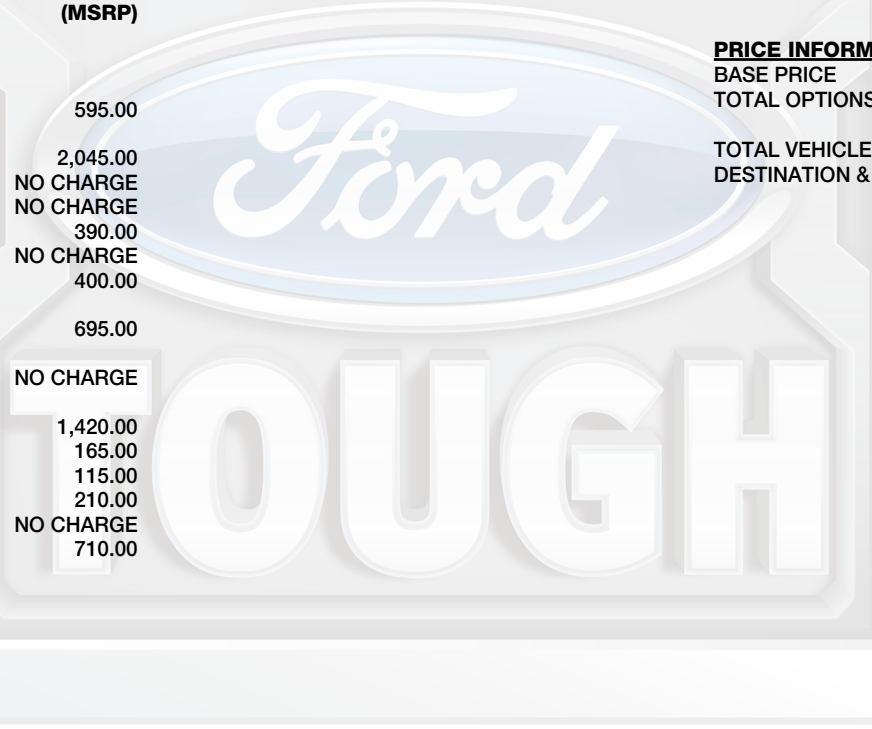 (MSRP)
595.00
2,045.00
NO CHARGE
NO CHARGE
390.00
NO CHARGE
400.00
695.00
NO CHARGE
1,420.00
165.00
115.00
210.00
NO CHARGE
710.00
PRICE INFORM
BASE PRICE
TOTAL OPTIONS
TOTAL VEHICLE
DESTINATION &
Ford
TOUGH